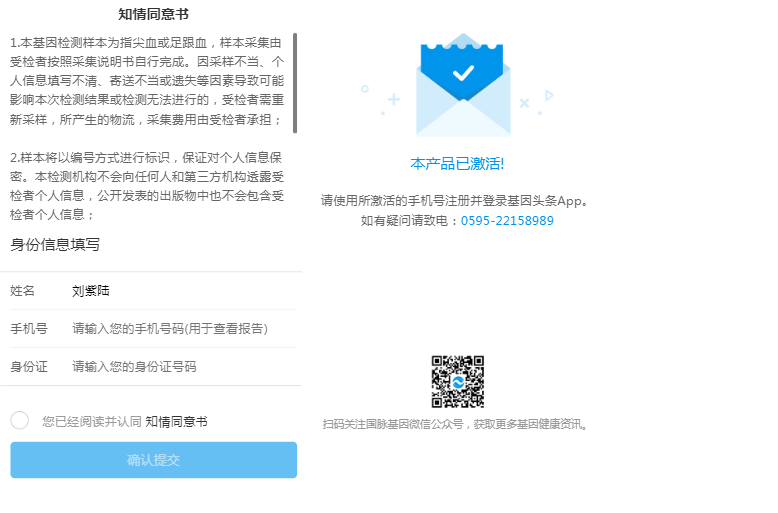 知情同意书
1.本基因检测样本为指尖血或足跟血，样本采集由
受检者按照采集说明书自行完成。因采样不当、个
人信息填写不清、寄送不当或遗失等因素导致可能
影响本次检测结果或检测无法进行的，受检者需重
新采样，所产生的物流，采集费用由受检者承担；
2.样本将以编号方式进行标识，保证对个人信息保
密。本检测机构不会向任何人和第三方机构透露受
检者个人信息，公开发表的出版物中也不会包含受
检者个人信息；
身份信息填写
姓名 刘紫陆
手机号 请输入您的手机号码(用于查看报告)
身份证 请输入您的身份证号码
您已经阅读并认同 知情同意书
确认提交
本产品已激活!
请使用所激活的手机号注册并登录基因头条App。
如有疑问请致电：0595-22158989
扫码关注国脉基因微信公众号，获取更多基因健康资讯。